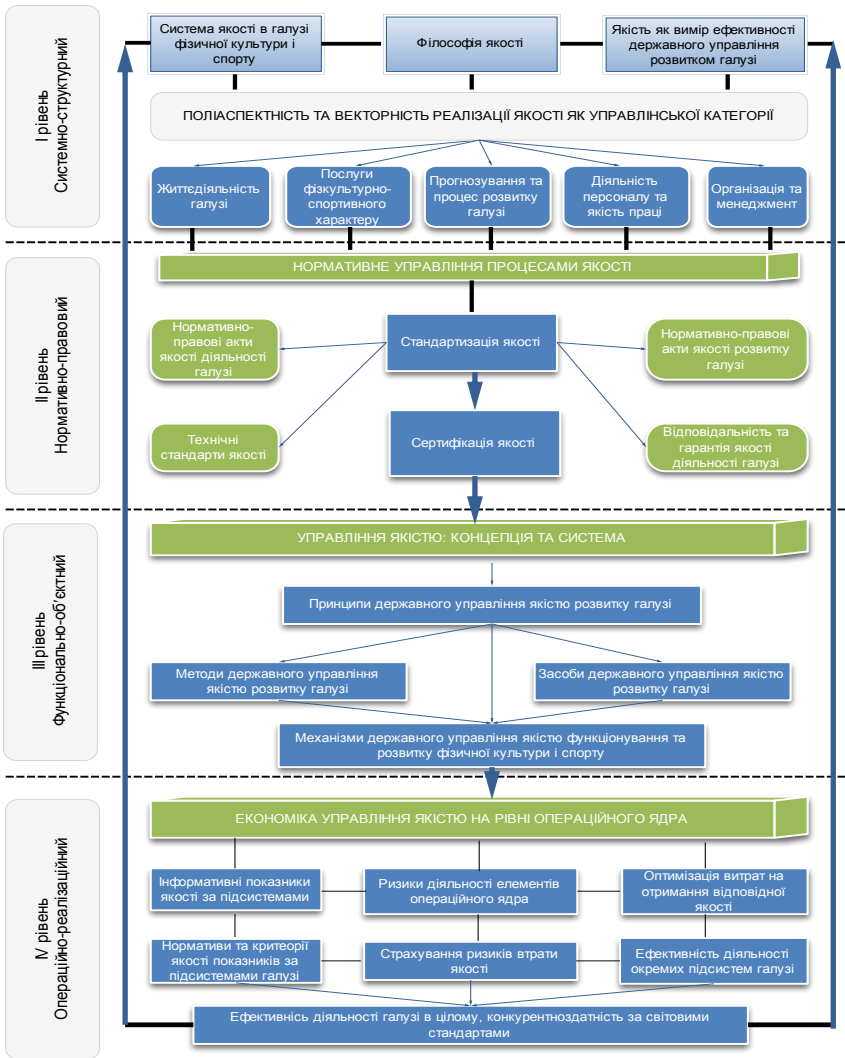 І рівень
Системно-структурний
Система якості в галузі
фізичної культури і
спорту
Філософія якості
Якість як вимір ефективності
державного управління
розвитком галузі
ПОЛІАСПЕКТНІСТЬ ТА ВЕКТОРНІСТЬ РЕАЛІЗАЦІЇ ЯКОСТІ ЯК УПРАВЛІНСЬКОЇ КАТЕГОРІЇ
Життєдіяльність
галузі
Послуги
фізкультурно-
спортивного
характеру
Прогнозування та
процес розвитку
галузі
Діяльність
персоналу та
якість праці
Організація та
менеджмент
ІІ рівень
Нормативно-правовий
НОРМАТИВНЕ УПРАВЛІННЯ ПРОЦЕСАМИ ЯКОСТІ
Нормативно-
правові акти
якості діяльності
галузі
Стандартизація якості
Нормативно-правові
акти якості розвитку
галузі
Технічні
стандарти якості
Сертифікація якості
Відповідальність та
гарантія якості
діяльності галузі
ІІІ рівень
Функціонально-об’єктний
УПРАВЛІННЯ ЯКІСТЮ: КОНЦЕПЦІЯ ТА СИСТЕМА
Принципи державного управління якістю розвитку галузі
Методи державного управління
якістю розвитку галузі
Засоби державного управління якістю
розвитку галузі
Механізми державного управління якістю функціонування та
розвитку фізичної культури і спорту
IV рівень
Операційно-реалізаційний
ЕКОНОМІКА УПРАВЛІННЯ ЯКІСТЮ НА РІВНІ ОПЕРАЦІЙНОГО ЯДРА
Інформативні показники
якості за підсистемами
Ризики діяльності елементів
операційного ядра
Оптимізація витрат на
отримання відповідної
якості
Нормативи та критеорії
якості показників за
підсистемами галузі
Страхування ризиків втрати
якості
Ефективність діяльності
окремих підсистем галузі
Ефективнісь діяльності галузі в цілому, конкурентноздатність за світовими
стандартами